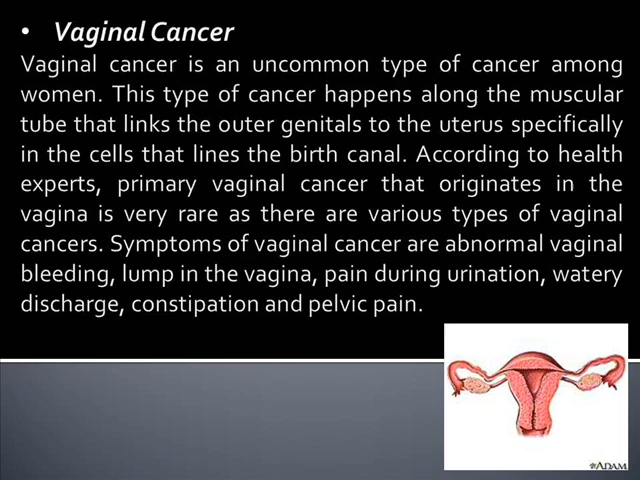 • Vaginal Cancer
Vaginal cancer is an uncommon type of cancer among
women. This type of cancer happens along the muscular
tube that links the outer genitals to the uterus specifically
in the cells that lines the birth canal. According to health
experts, primary vaginal cancer that originates in the
vagina is very rare as there are various types of vaginal
cancers. Symptoms of vaginal cancer are abnormal vaginal
bleeding, lump in the vagina, pain during urination, watery
discharge, constipation and pelvic pain.
ADAM